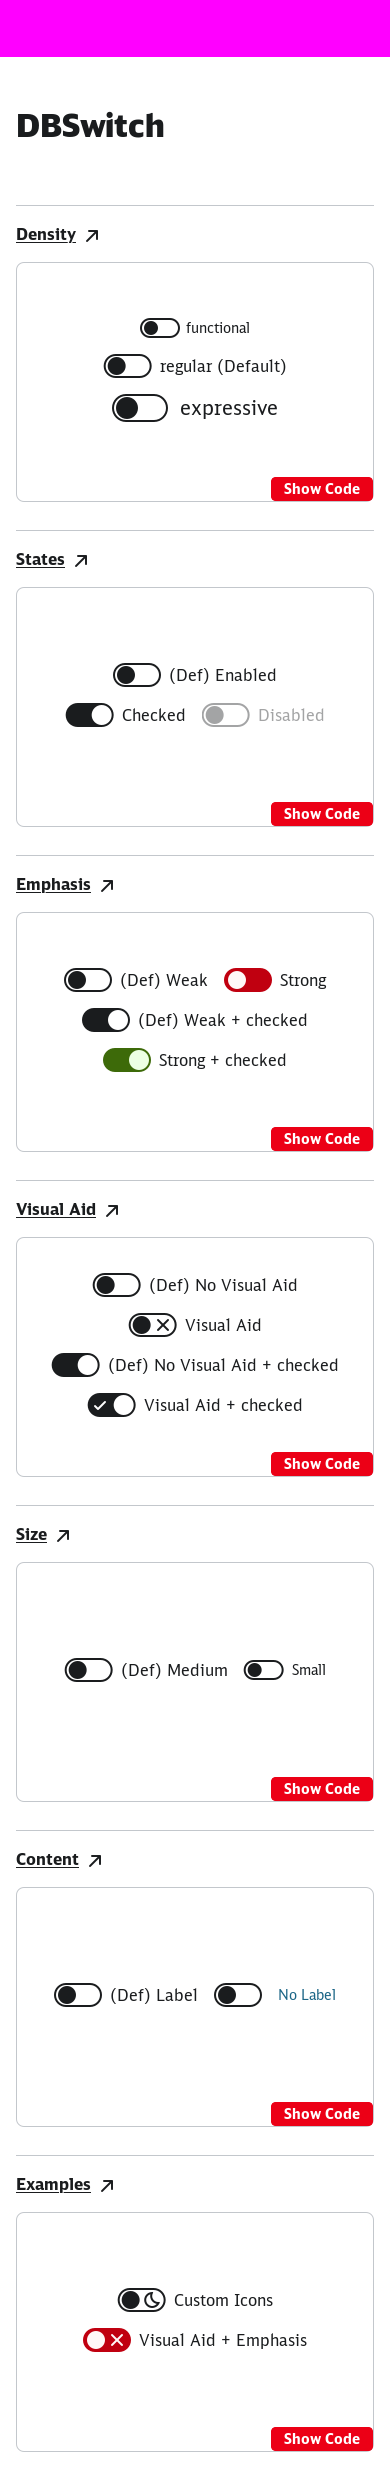 DBSwitch
Density
functional
regular (Default)
expressive
Show Code
States
(Def) Enabled
Checked Disabled
Show Code
Emphasis
(Def) Weak Strong
(Def) Weak + checked
Strong + checked
Show Code
Visual Aid
(Def) No Visual Aid
Visual Aid
(Def) No Visual Aid + checked
Visual Aid + checked
Show Code
Size
(Def) Medium Small
Show Code
Content
(Def) Label No Label
Show Code
Examples
Custom Icons
Visual Aid + Emphasis
Show Code